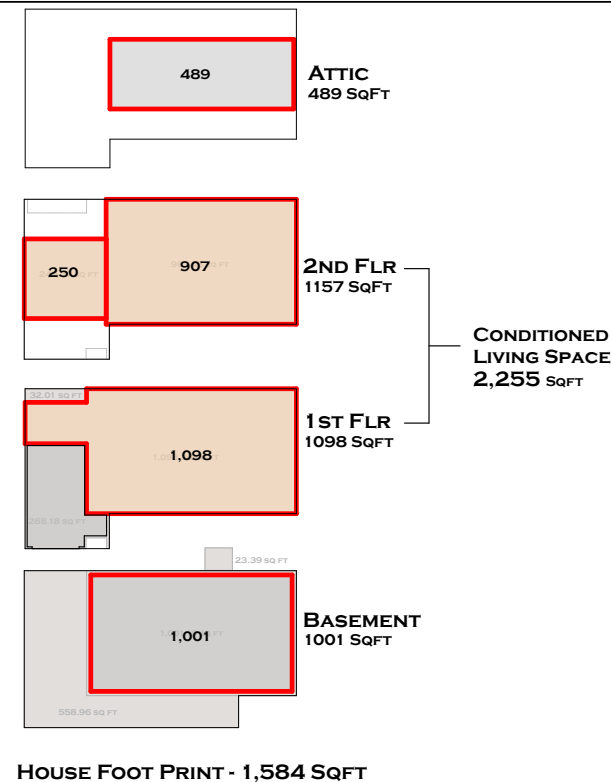 489
ATTIC
489 SQFT
250
907
2ND FLR
1157 SQFT
CONDITIONED
LIVING SPACE
2,255 SQFT
32.01 SQ FT
1,098
1ST FLR
1098 SQFT
268.18 SQ FT
23.39 SQ FT
1,001
BASEMENT
1001 SQFT
558.96 SQ FT
HOUSE FOOT PRINT - 1,584 SQFT